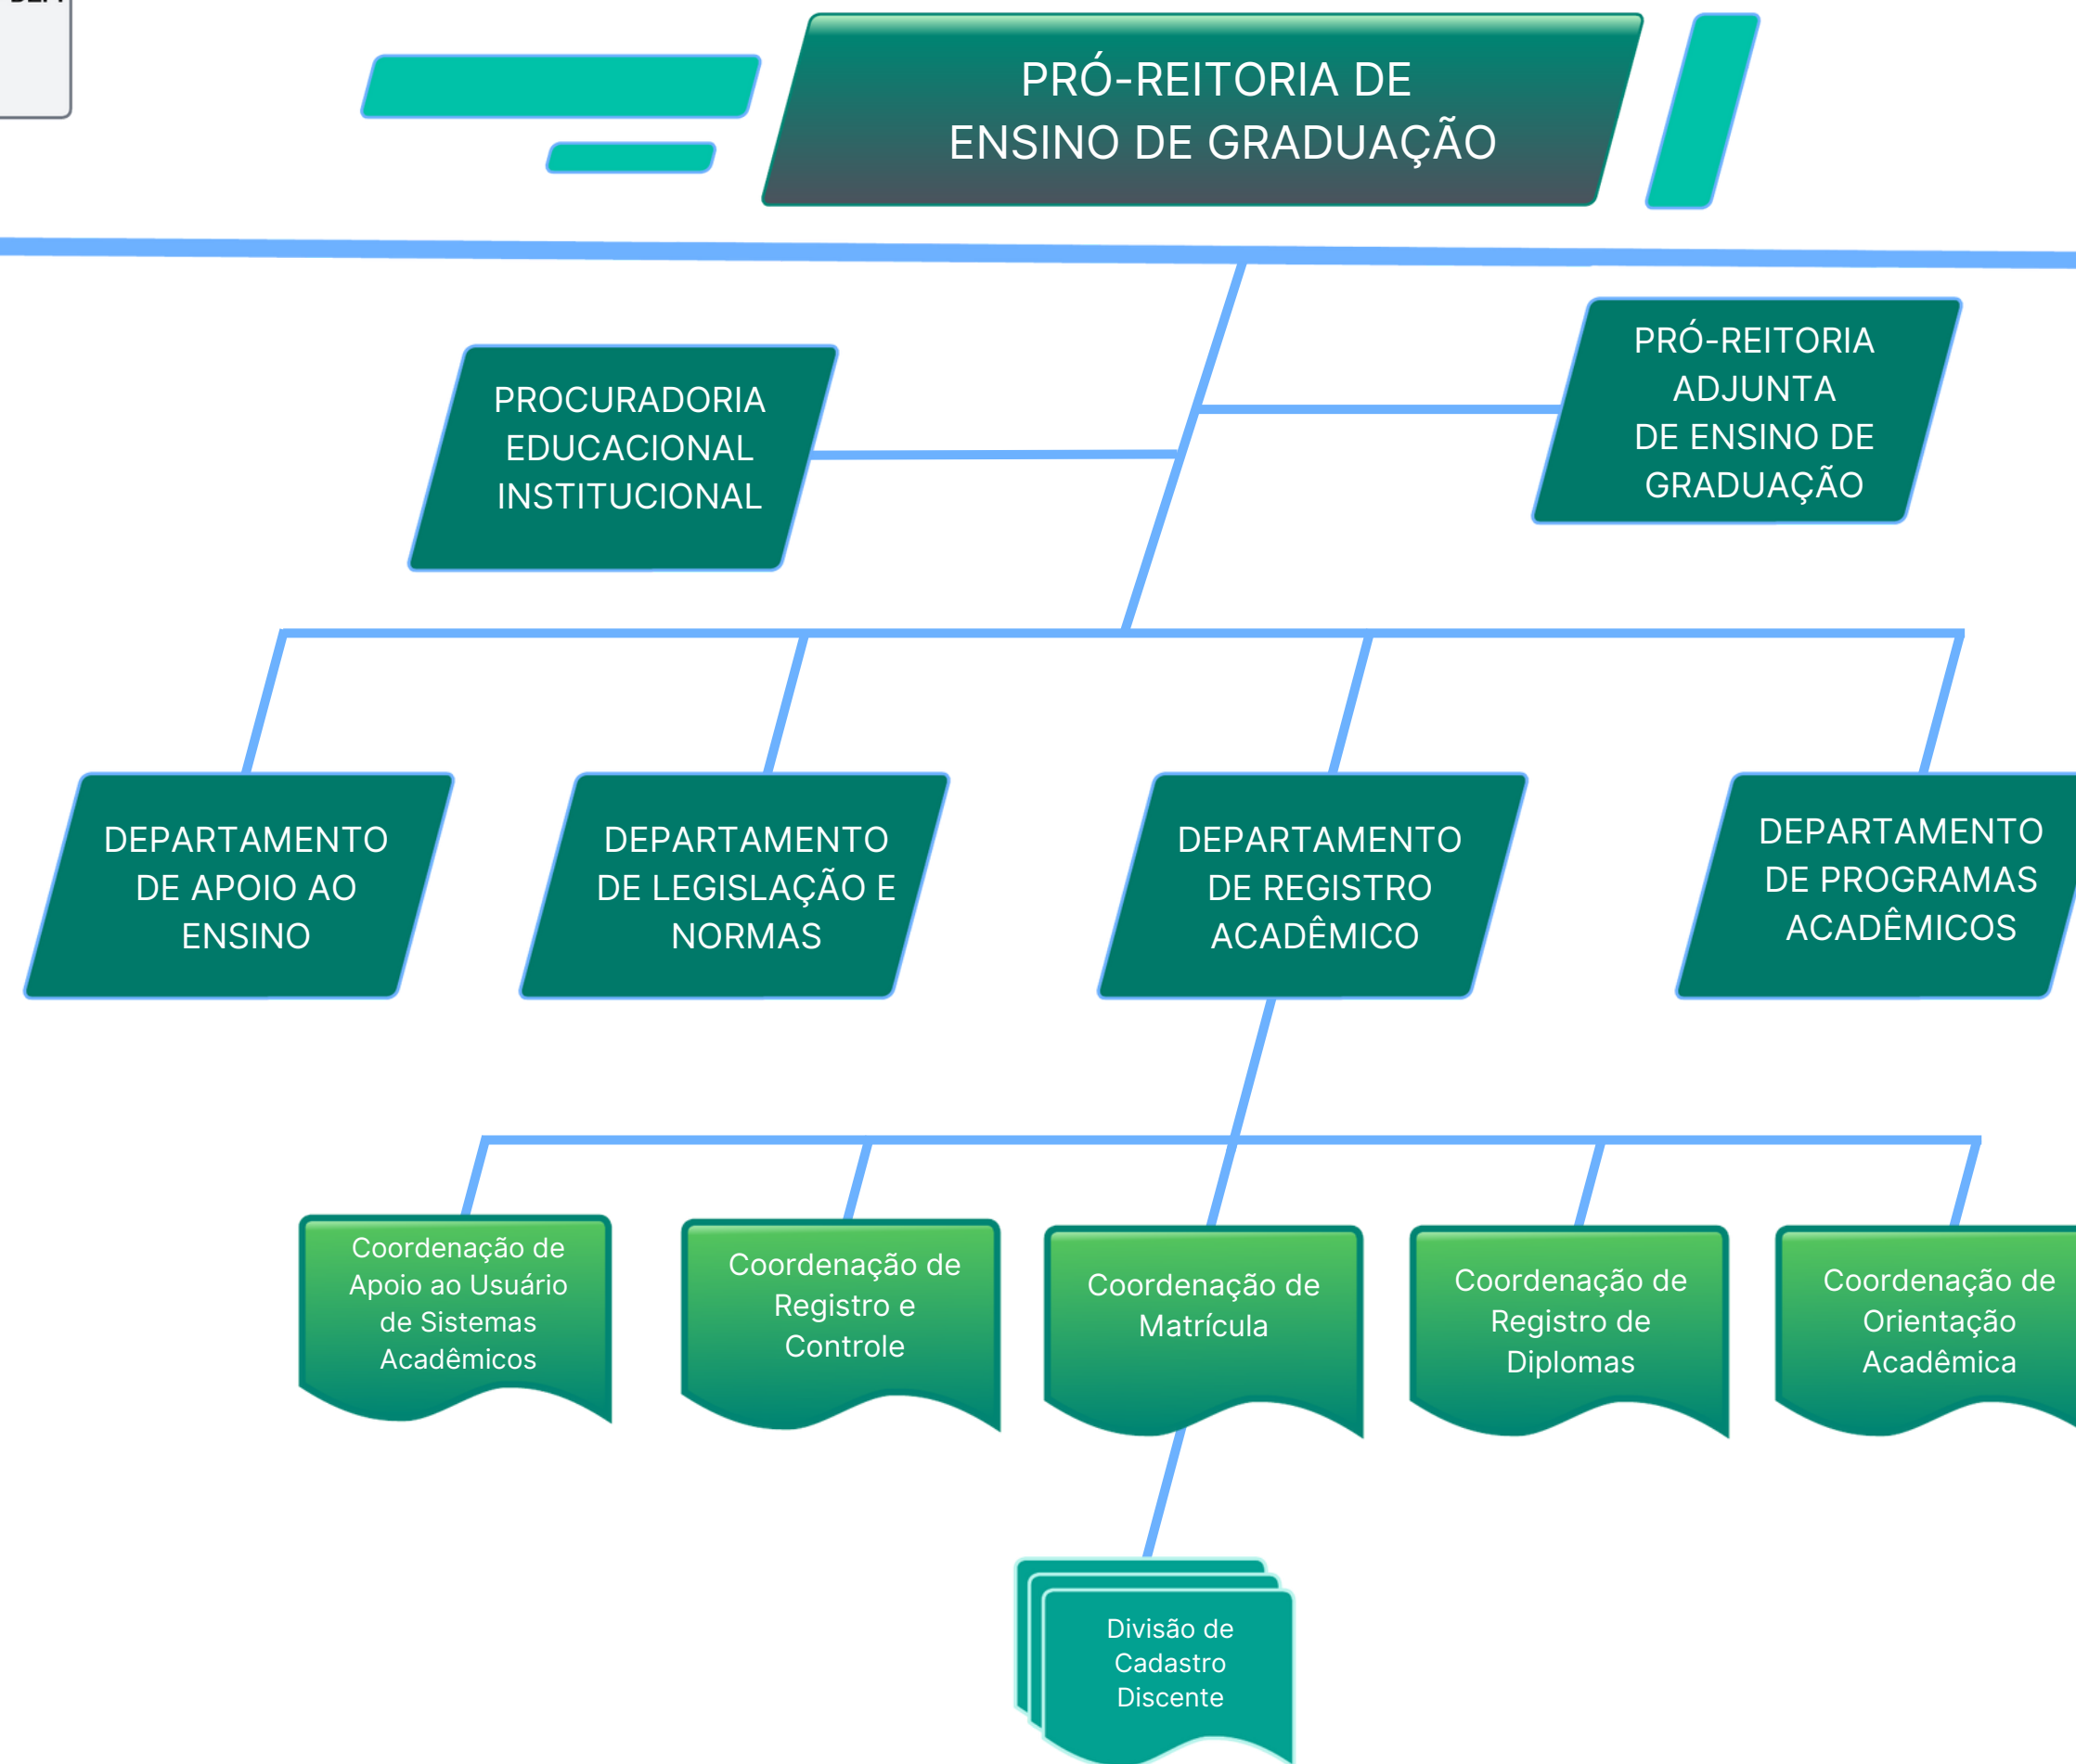 PRÓ-REITORIA DE
ENSINO DE GRADUAÇÃO
PROCURADORIA
EDUCACIONAL
INSTITUCIONAL
PRÓ-REITORIA
ADJUNTA
DE ENSINO DE
GRADUAÇÃO
DEPARTAMENTO
DE APOIO AO
ENSINO
DEPARTAMENTO
DE LEGISLAÇÃO E
NORMAS
DEPARTAMENTO
DE REGISTRO
ACADÊMICO
DEPARTAMENTO
DE PROGRAMAS
ACADÊMICOS
Coordenação de
Apoio ao Usuário
de Sistemas
Acadêmicos
Coordenação de
Registro e
Controle
Coordenação de
Matrícula
Coordenação de
Registro de
Diplomas
Coordenação de
Orientação
Acadêmica
Divisão de
Cadastro
Discente